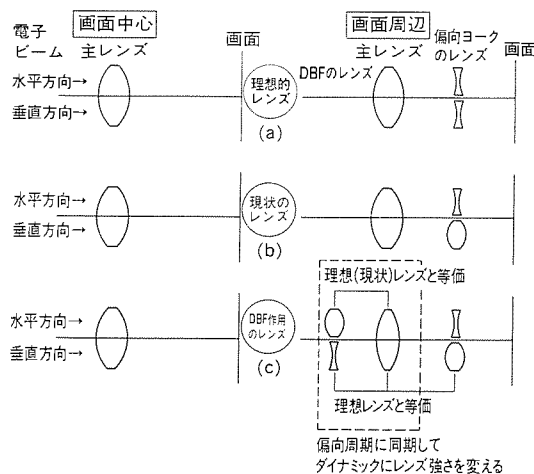 電子
ビーム
画面中心
主レンズ
画面
画面周辺
主レンズ
偏向ヨーク
のレンズ
画面
DBFのレンズ
水平方向→
垂直方向→
理想的
レンズ
(a)
水平方向→
垂直方向→
現状の
レンズ
(b)
理想(現状)レンズと等価
水平方向→
垂直方向→
DBF作用
のレンズ
(c)
理想レンズと等価
偏向周期に同期して
ダイナミックにレンズ強さを変える